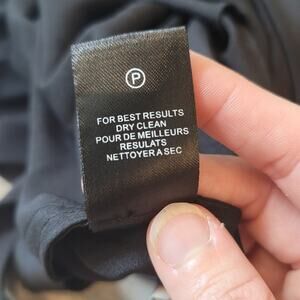 P
FOR BEST RESULTS
DRY CLEAN
POUR DE MEILLEURS
RESULATS
NETTOYER A SEC